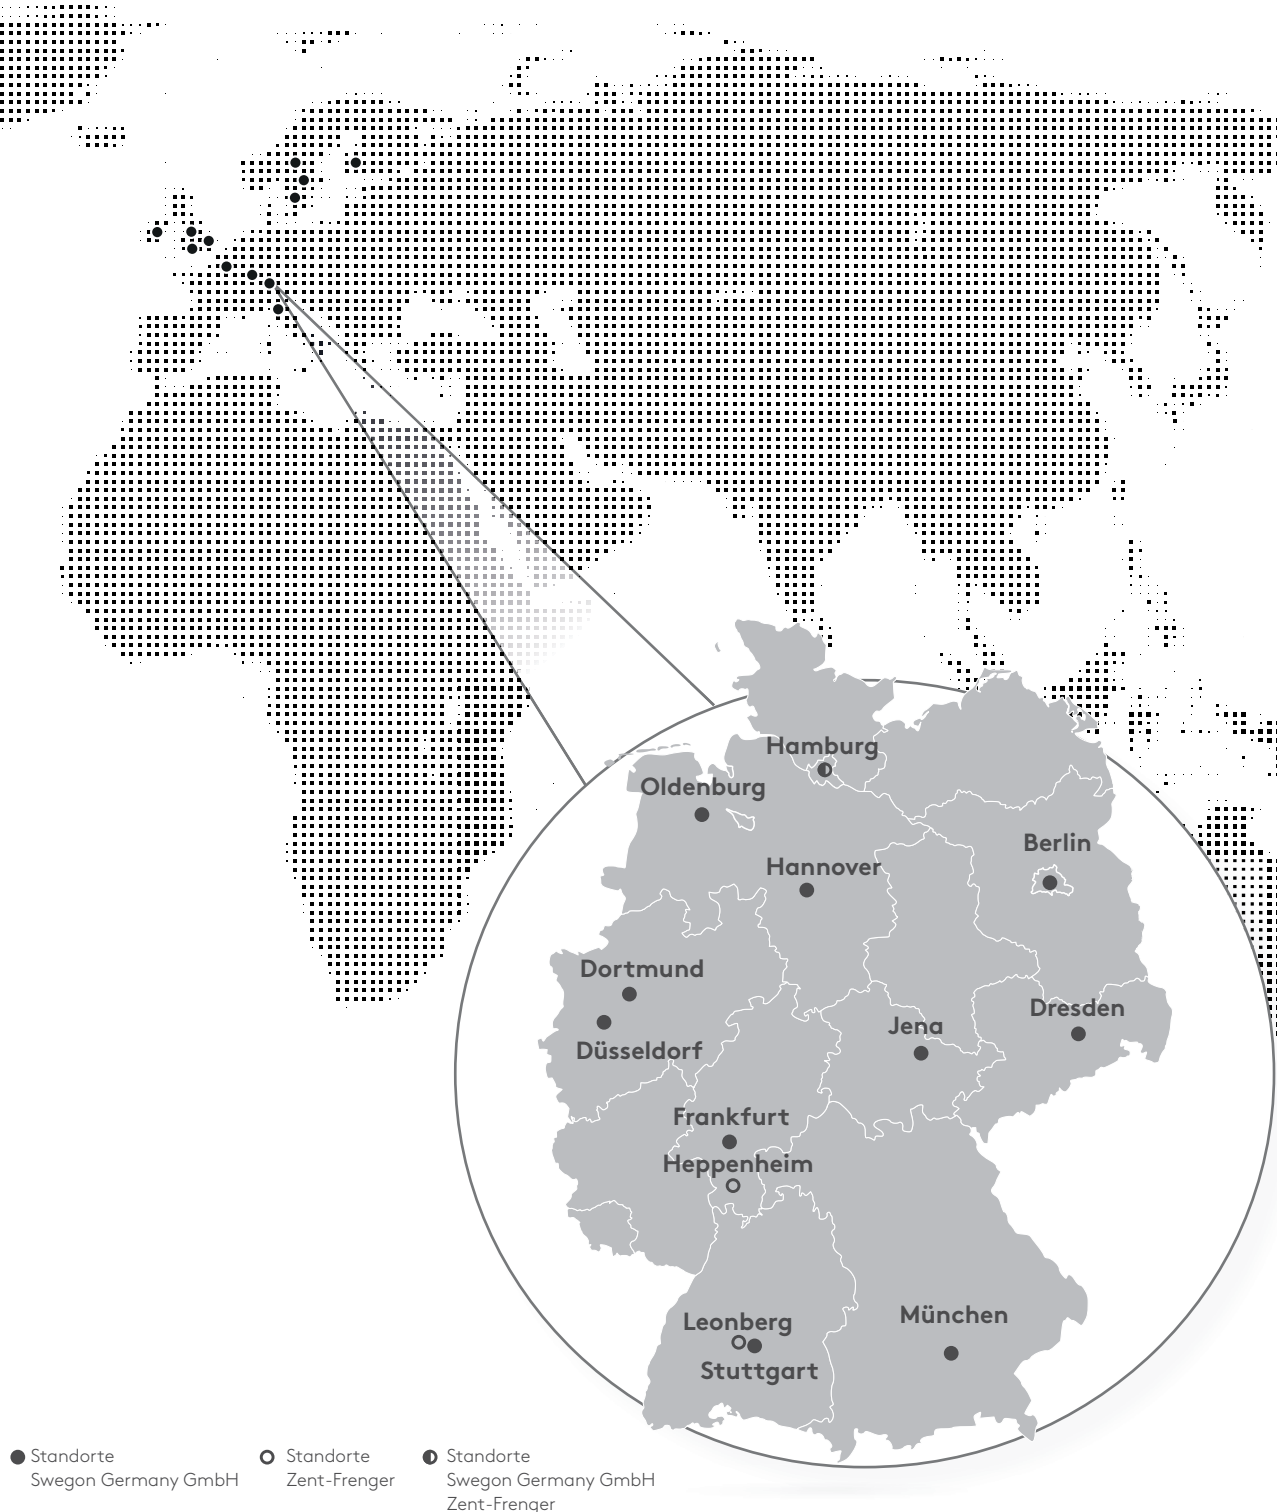 Hamburg
Oldenburg
Berlin
Hannover
Dortmund
Dresden
Jena
Düsseldorf
Frankfurt
Heppenheim
München
Leonberg
Stuttgart
Standorte
Swegon Germany GmbH
Standorte
Zent-Frenger
Standorte
Swegon Germany GmbH
Zent-Frenger